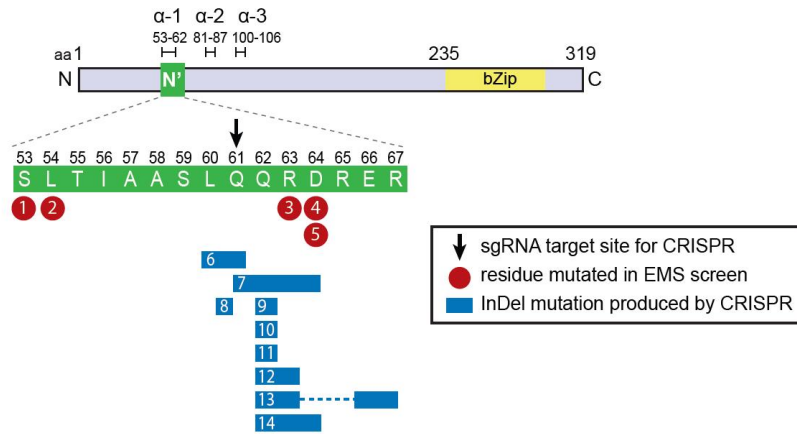 α-1 α-2 α-3
53-62 81-87 100-106
aa 1 235 319
N N' bZip C
53 54 55 56 57 58 59 60 61 62 63 64 65 66 67
S L T I A A S L Q Q R D R E R
1 2 3 4
5
6
7
8 9
10
11
12
13
14
sgRNA target site for CRISPR
residue mutated in EMS screen
InDel mutation produced by CRISPR